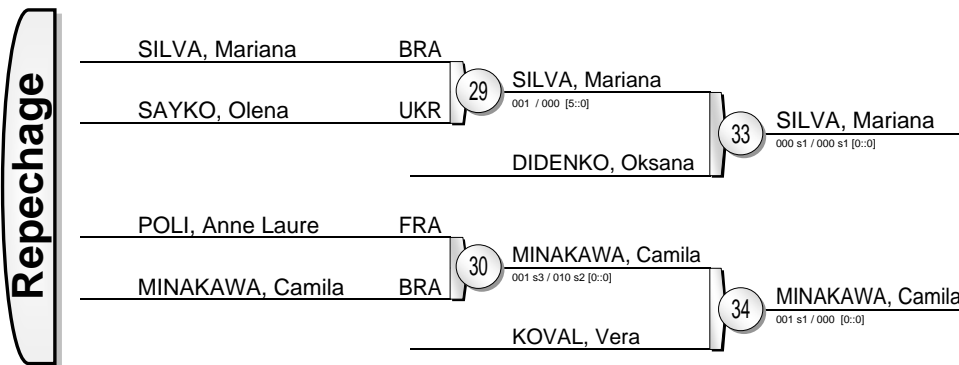 Repechage
SILVA, Mariana BRA
SAYKO, Olena UKR
29
SILVA, Mariana
001 / 000 [5::0]
DIDENKO, Oksana
33
SILVA, Mariana
000 s1 / 000 s1 [0::0]
POLI, Anne Laure FRA
MINAKAWA, Camila BRA
30
MINAKAWA, Camila
001 s3 / 010 s2 [0::0]
KOVAL, Vera
34
MINAKAWA, Camila
001 s1 / 000 [0::0]